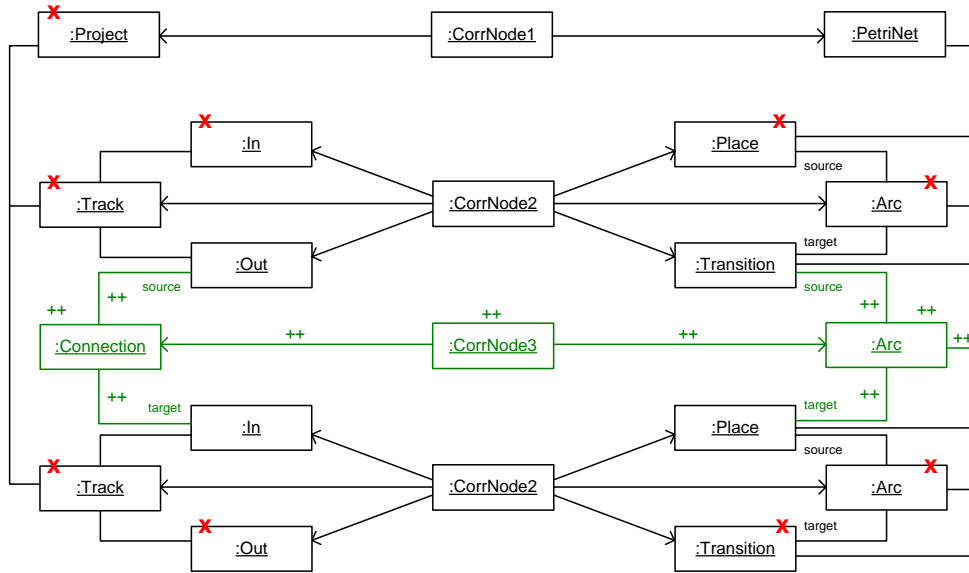 X X X
:Project :CorrNode1 :PetriNet
X X
:In :Place
source
X X
:Track :CorrNode2 :Arc
target
:Out :Transition
source source
++ ++ ++ ++ ++
++ ++ ++
:Connection :CorrNode3 :Arc
++ ++
target target
:In :Place
source
X X
:Track :CorrNode2 :Arc
X X target
:Out :Transition